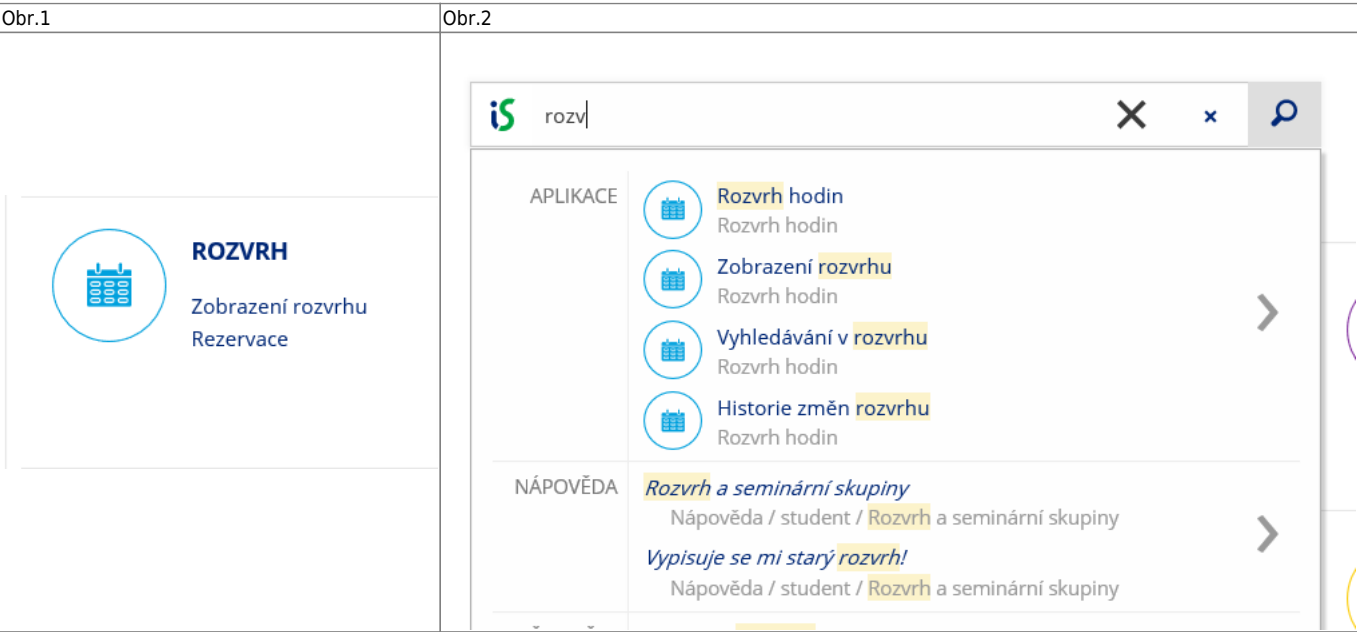 Obr.1
Obr.2
ROZVRH
Zobrazení rozvrhu
Rezervace
iS
rozv
APLIKACE
Rozvrh hodin
Rozvrh hodin
Zobrazení rozvrhu
Rozvrh hodin
Vyhledávání v rozvrhu
Rozvrh hodin
Historie změn rozvrhu
Rozvrh hodin
NÁPOVĚDA
Rozvrh a seminární skupiny
Nápověda / student / Rozvrh a seminární skupiny
Vypisuje se mi starý rozvrh!
Nápověda / student / Rozvrh a seminární skupiny